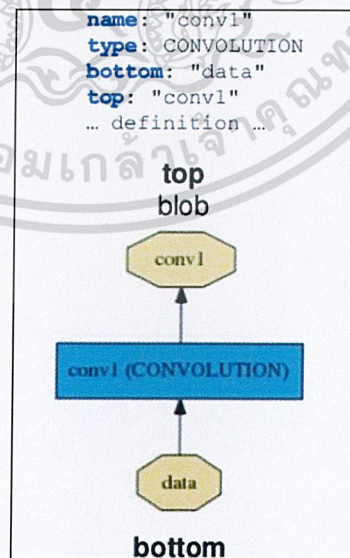 name: "conv1"
type: CONVOLUTION
bottom: "data"
top: "conv1"
… definition …
top
blob
conv1
conv1 (CONVOLUTION)
data
bottom